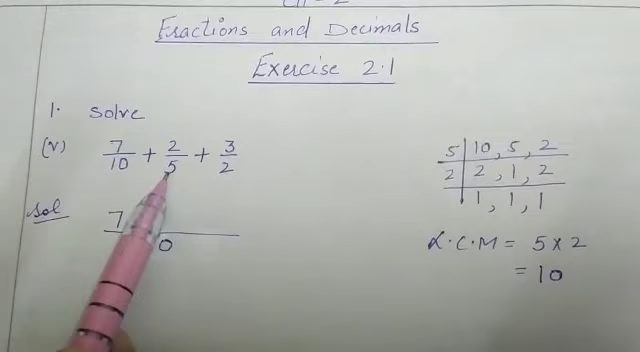 Fractions and Decimals
Exercise 2.1
1. Solve
(v) 7/10 + 2/5 + 3/2
Sol 7
0
5 | 10, 5, 2
2 | 2, 1, 2
| 1, 1, 1
L.C.M = 5 × 2
= 10